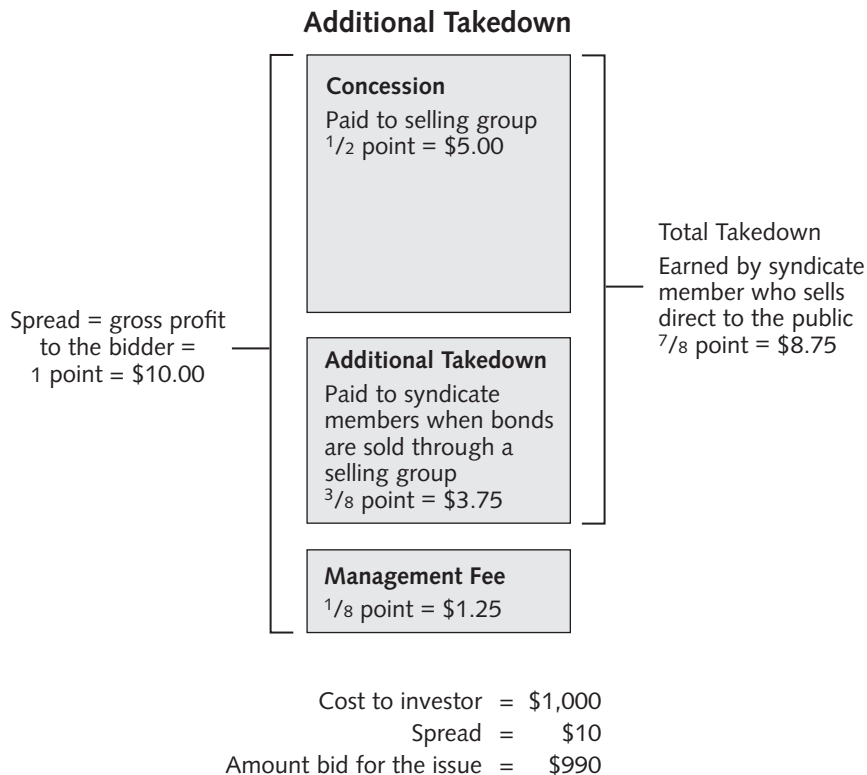 Additional Takedown
Concession
Paid to selling group
1/2 point = $5.00
Total Takedown
Earned by syndicate
member who sells
direct to the public
7/8 point = $8.75
Spread = gross profit
to the bidder =
1 point = $10.00
Additional Takedown
Paid to syndicate
members when bonds
are sold through a
selling group
3/8 point = $3.75
Management Fee
1/8 point = $1.25
Cost to investor = $1,000
Spread = $10
Amount bid for the issue = $990